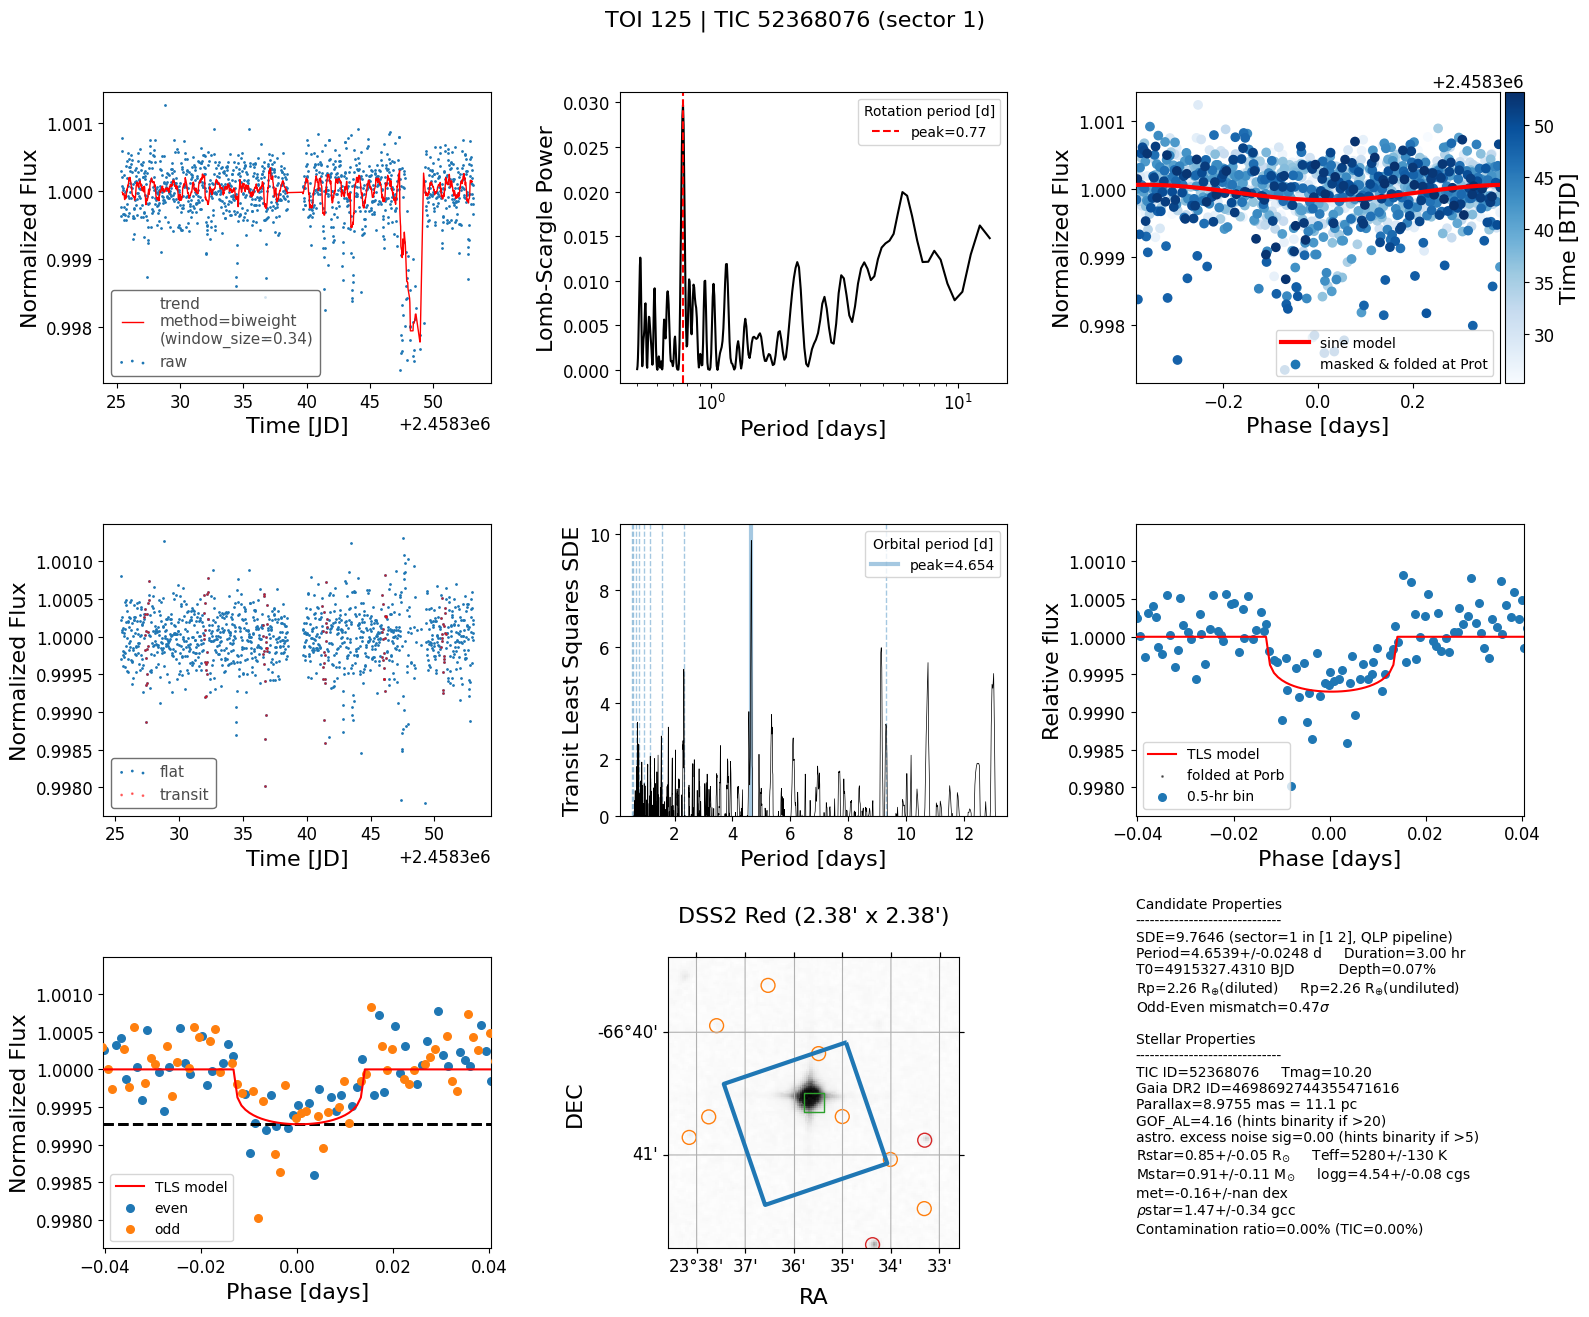 TOI 125 | TIC 52368076 (sector 1)
Normalized Flux
1.001
1.000
0.999
0.998
trend
method=biweight
(window_size=0.34)
raw
25 30 35 40 45 50
Time [JD]
+2.4583e6
Lomb-Scargle Power
0.030
0.025
0.020
0.015
0.010
0.005
0.000
Rotation period [d]
peak=0.77
10⁰ 10¹
Period [days]
Normalized Flux
1.001
1.000
0.999
0.998
sine model
masked & folded at Prot
−0.2 0.0 0.2
Phase [days]
+2.4583e6
50
45
40
35
30
Time [BTJD]
Normalized Flux
1.0010
1.0005
1.0000
0.9995
0.9990
0.9985
0.9980
flat
transit
25 30 35 40 45 50
Time [JD]
+2.4583e6
Transit Least Squares SDE
10
8
6
4
2
0
Orbital period [d]
peak=4.654
2 4 6 8 10 12
Period [days]
Relative flux
1.0010
1.0005
1.0000
0.9995
0.9990
0.9985
0.9980
TLS model
folded at Porb
0.5-hr bin
−0.04 −0.02 0.00 0.02 0.04
Phase [days]
Normalized Flux
1.0010
1.0005
1.0000
0.9995
0.9990
0.9985
0.9980
TLS model
even
odd
−0.04 −0.02 0.00 0.02 0.04
Phase [days]
DSS2 Red (2.38' x 2.38')
DEC
-66°40'
41'
23°38' 37' 36' 35' 34' 33'
RA
Candidate Properties
------------------------------
SDE=9.7646 (sector=1 in [1 2], QLP pipeline)
Period=4.6539+/-0.0248 d Duration=3.00 hr
T0=4915327.4310 BJD Depth=0.07%
Rp=2.26 R⊕(diluted) Rp=2.26 R⊕(undiluted)
Odd-Even mismatch=0.47σ
Stellar Properties
------------------------------
TIC ID=52368076 Tmag=10.20
Gaia DR2 ID=4698692744355471616
Parallax=8.9755 mas = 11.1 pc
GOF_AL=4.16 (hints binarity if >20)
astro. excess noise sig=0.00 (hints binarity if >5)
Rstar=0.85+/-0.05 R⊙ Teff=5280+/-130 K
Mstar=0.91+/-0.11 M⊙ logg=4.54+/-0.08 cgs
met=-0.16+/-nan dex
ρstar=1.47+/-0.34 gcc
Contamination ratio=0.00% (TIC=0.00%)